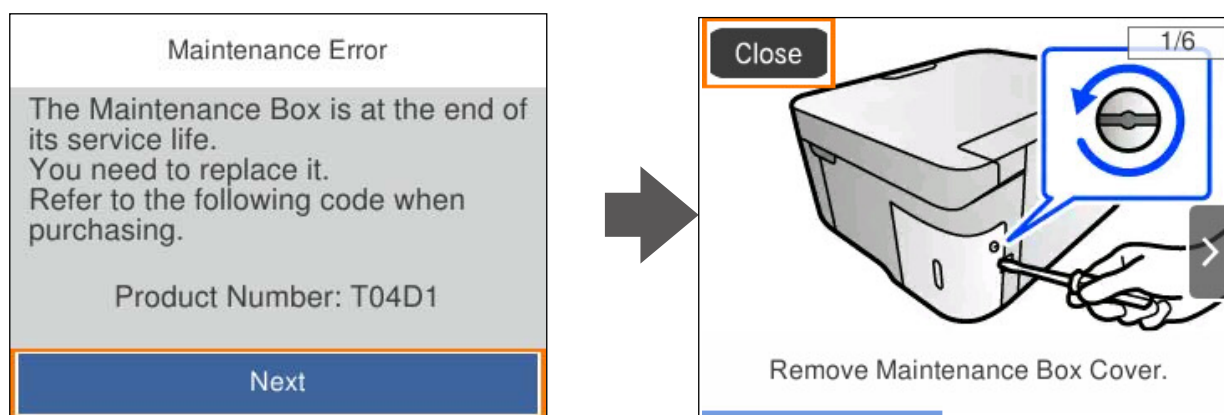 Maintenance Error
The Maintenance Box is at the end of
its service life.
You need to replace it.
Refer to the following code when
purchasing.
Product Number: T04D1
Next
Close
1/6
Remove Maintenance Box Cover.